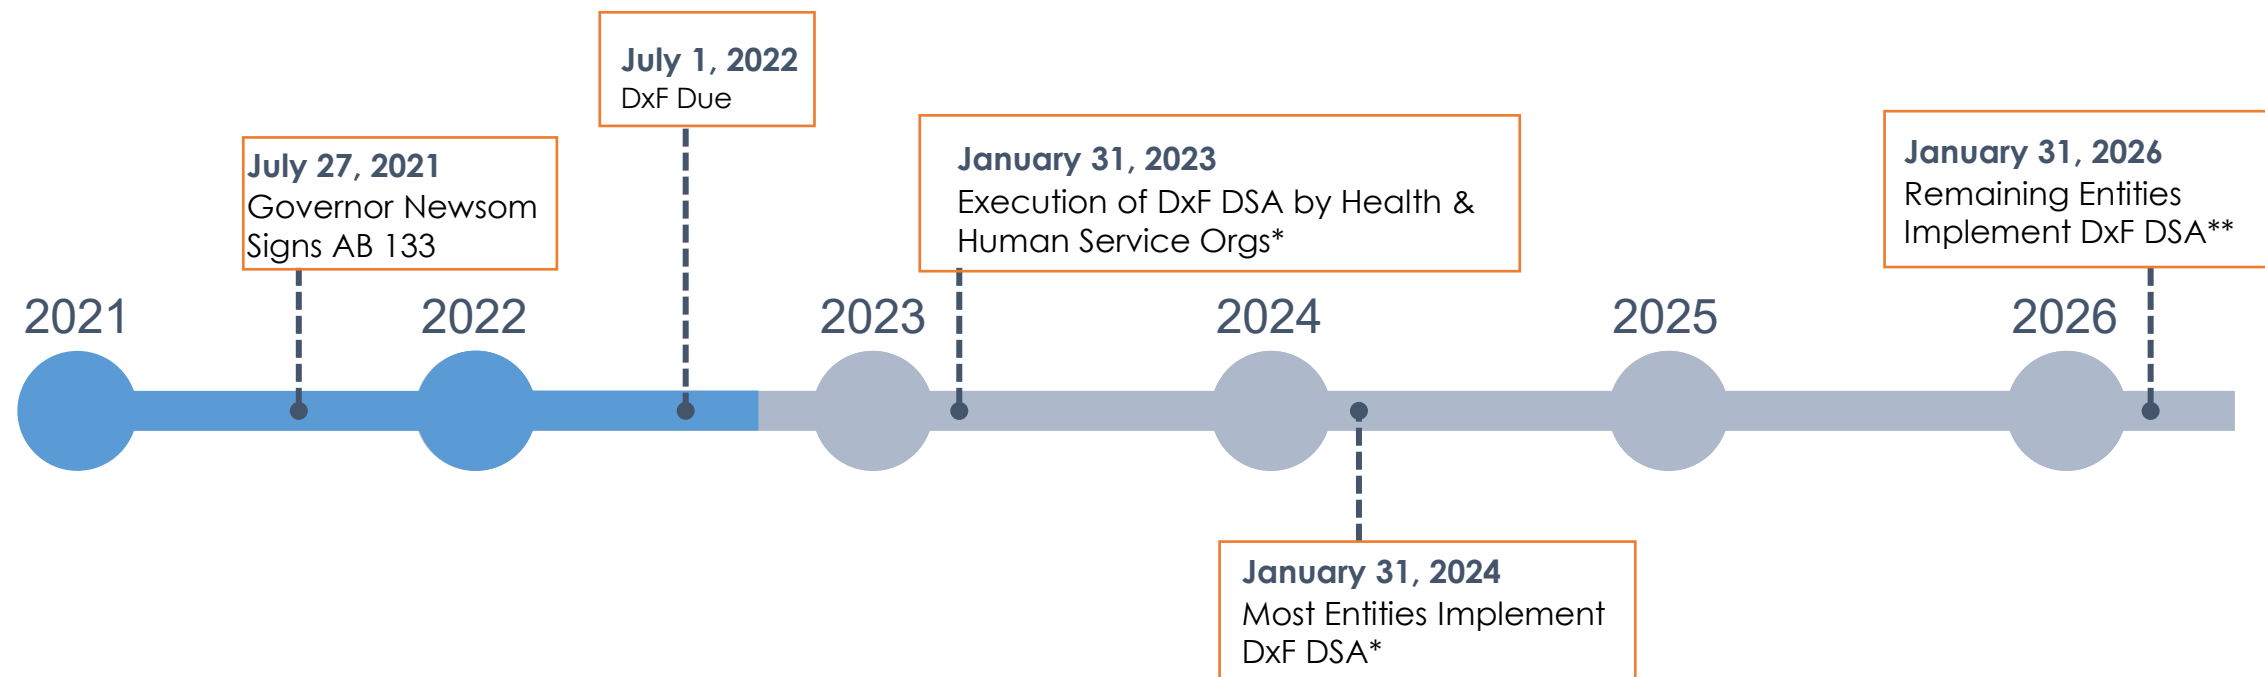 July 1, 2022
DxF Due
July 27, 2021
Governor Newsom
Signs AB 133
January 31, 2023
Execution of DxF DSA by Health &
Human Service Orgs*
January 31, 2026
Remaining Entities
Implement DxF DSA**
2021
2022
2023
2024
2025
2026
January 31, 2024
Most Entities Implement
DxF DSA*